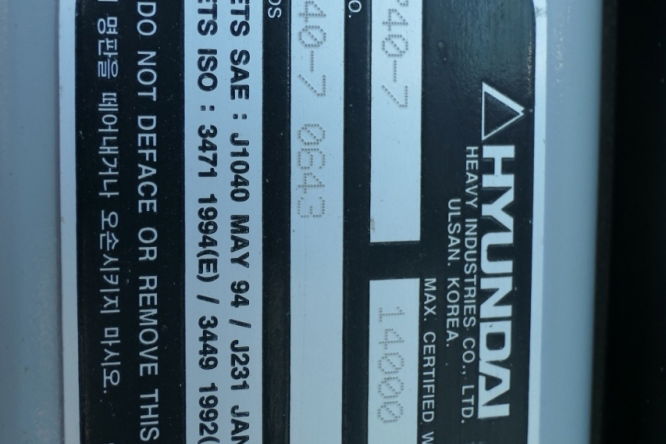 HYUNDAI
HEAVY INDUSTRIES CO., LTD.
ULSAN. KOREA.
MAX. CERTIFIED
740-7
14000
O.
40-7 0643
OS
ETS SAE : J1040 MAY 94 / J231 JAN
ETS ISO : 3471 1994(E) / 3449 1992(
DO NOT DEFACE OR REMOVE THIS
명판을 떼어내거나 오손시키지 마시오.